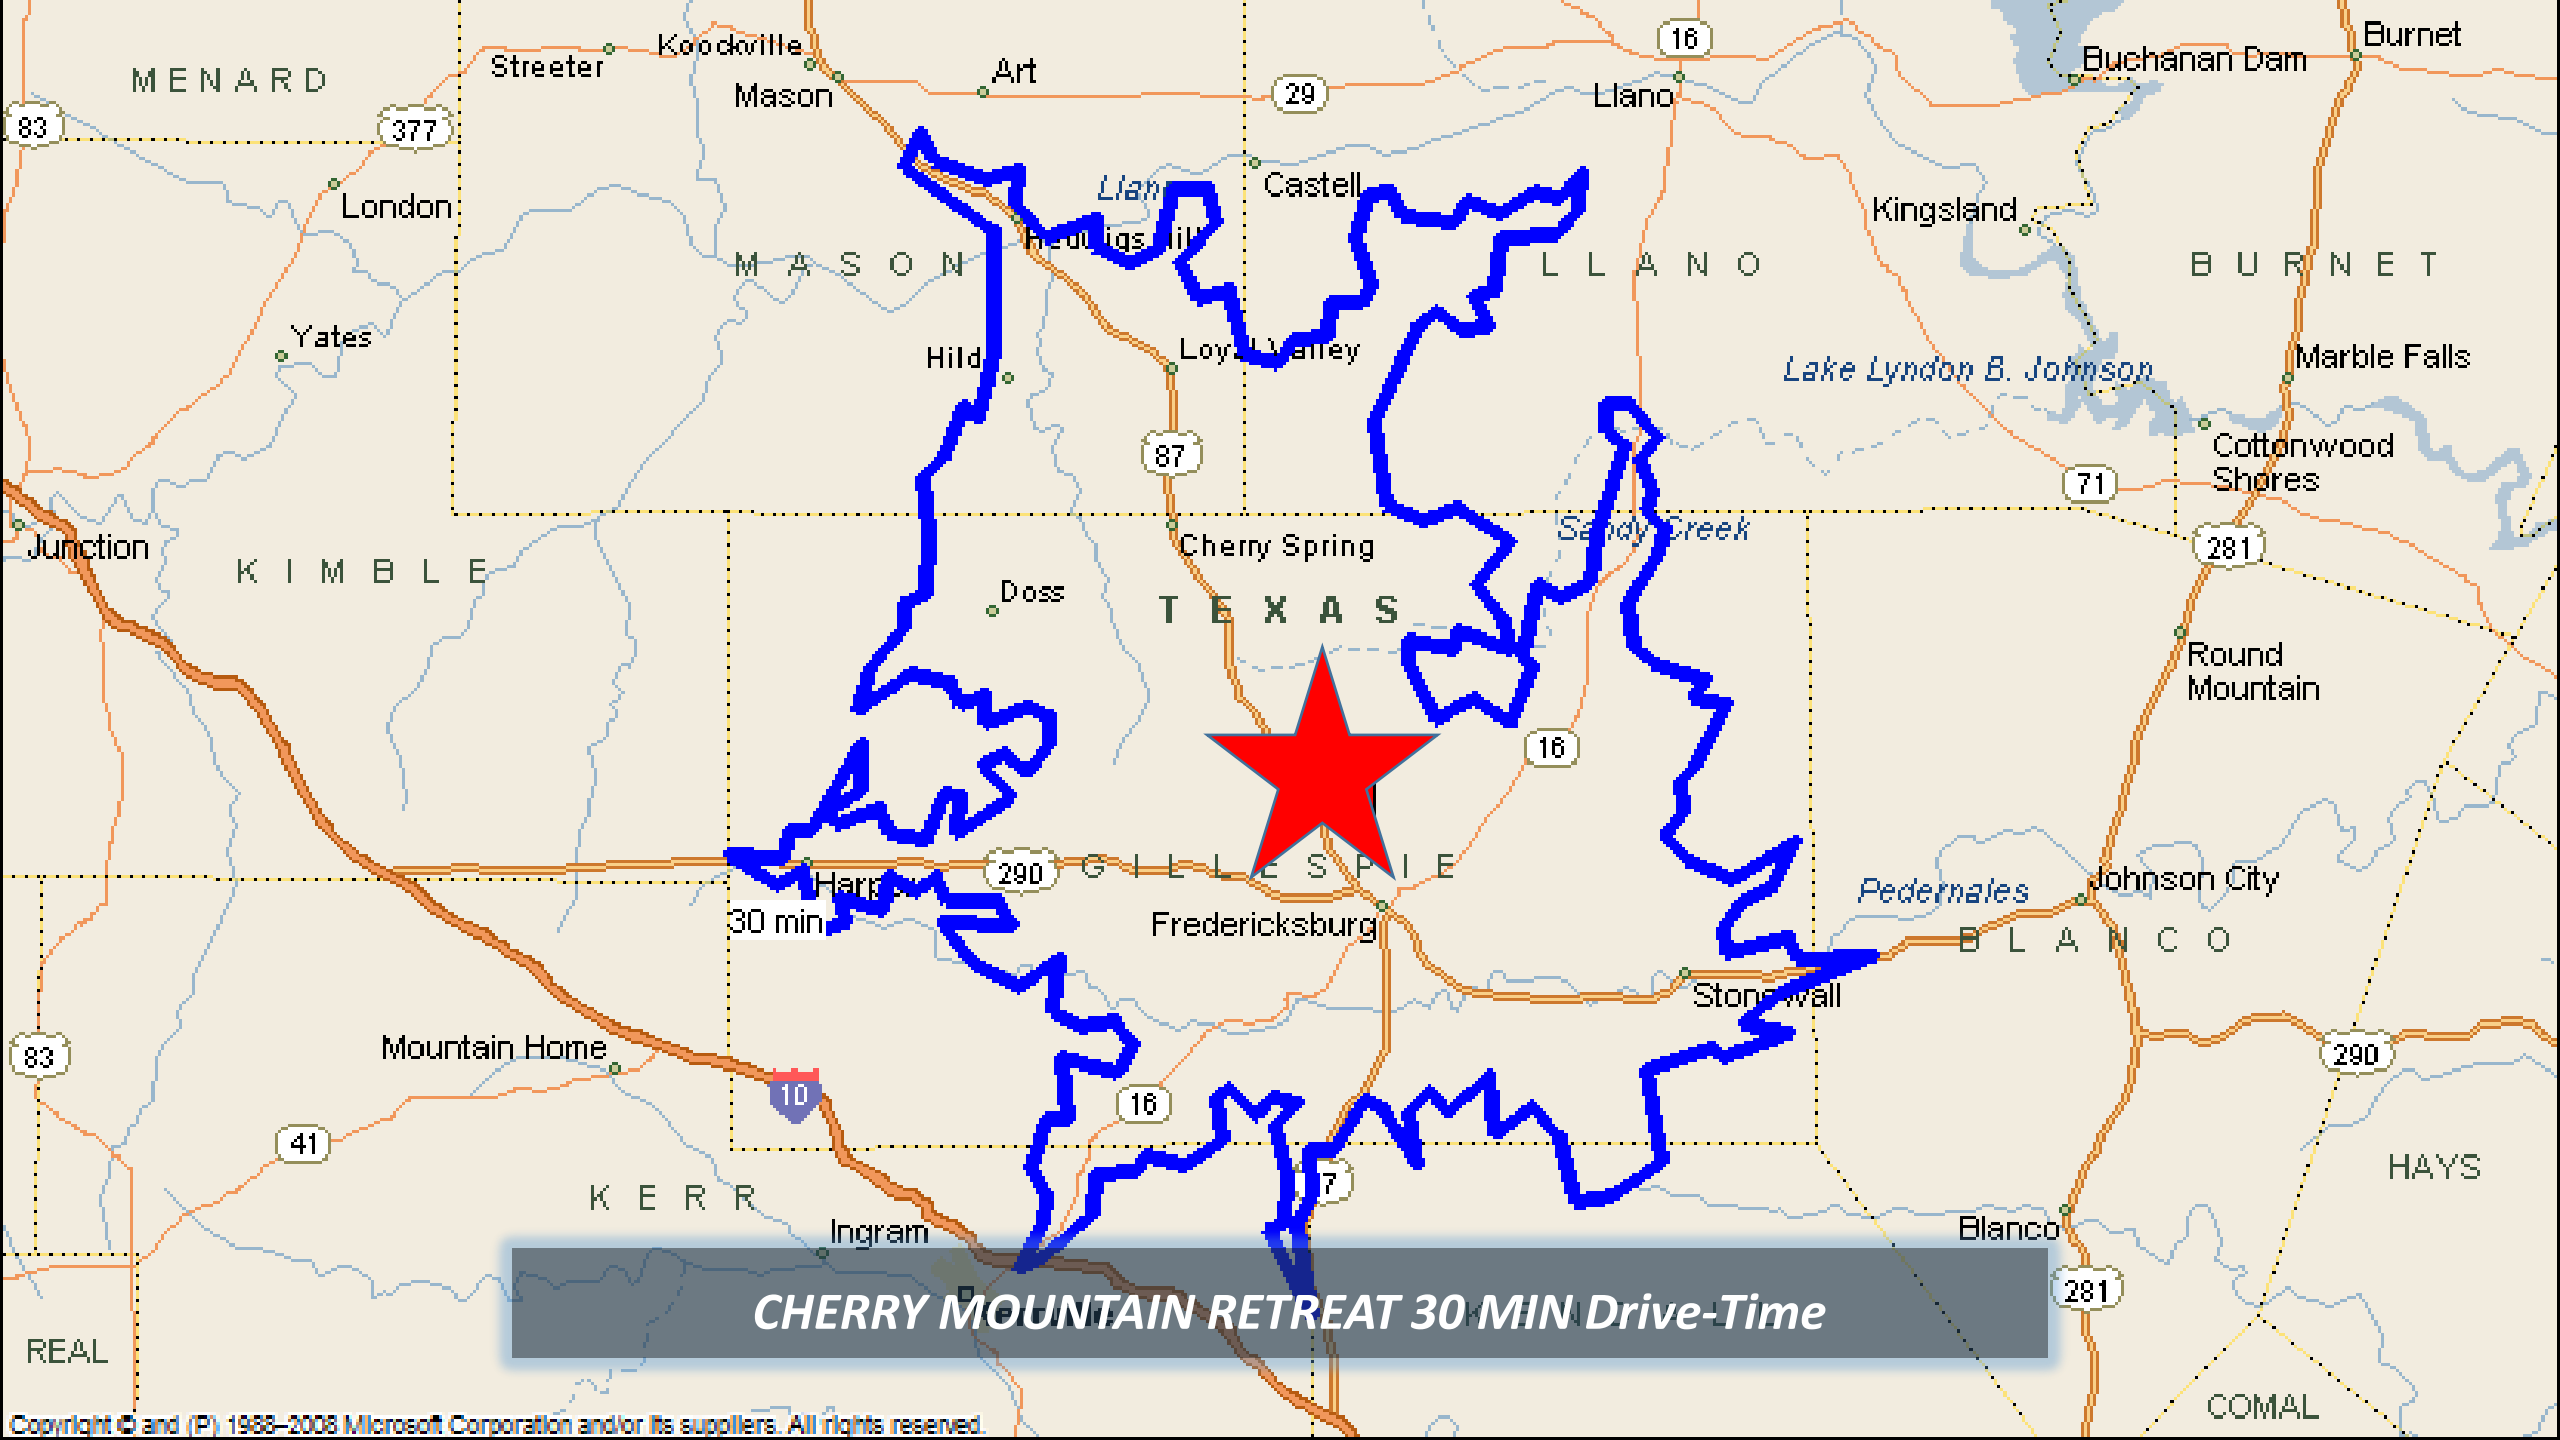 Burnet
16
Koockville
Buchanan Dam
Streeter
Art
MENARD
Mason
29
Llano
83
377
Castell
London
Kingsland
MASON
LLANO
BURNET
Yates
Hilda
Marble Falls
Lake Lyndon B. Johnson
Cottonwood
Shores
87
71
Sandy Creek
Junction
Cherry Spring
281
KIMBLE
Doss
TEXAS
Round
Mountain
16
GILLESPIE
290
Johnson City
Pedernales
30 min
Fredericksburg
BLANCO
Stonewall
Mountain Home
83
290
10
16
41
HAYS
7
KERR
Ingram
Blanco
281
CHERRY MOUNTAIN RETREAT 30 MIN Drive-Time
REAL
COMAL
Copyright © and (P) 1988–2008 Microsoft Corporation and/or its suppliers. All rights reserved.